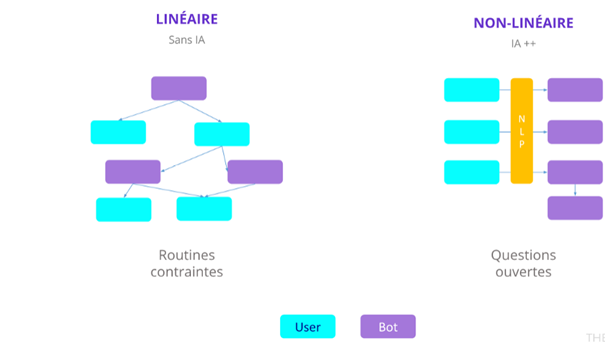 LINÉAIRE
Sans IA
NON-LINÉAIRE
IA ++
N
L
P
Routines
contraintes
Questions
ouvertes
User
Bot
THE